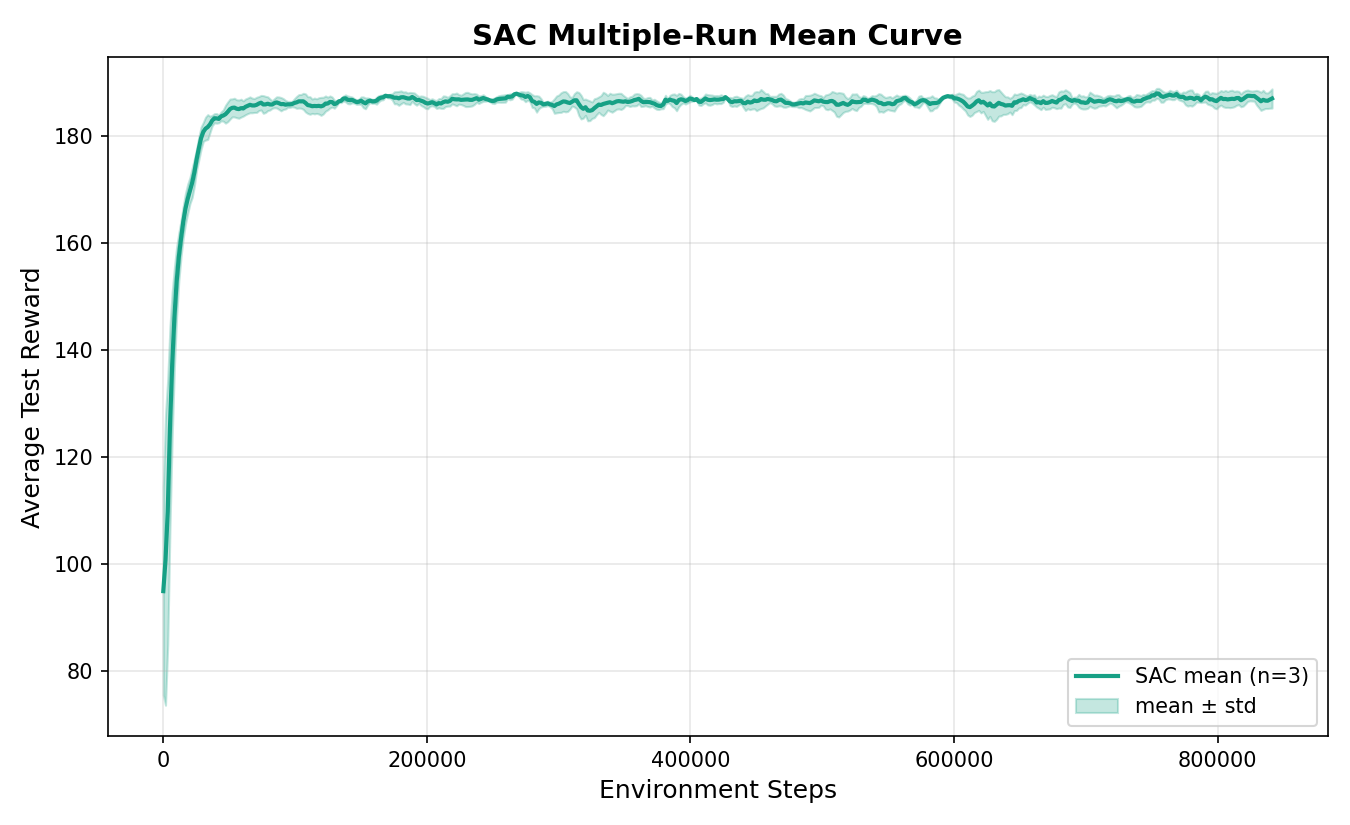 SAC Multiple-Run Mean Curve
Average Test Reward
180
160
140
120
100
80
SAC mean (n=3)
mean ± std
0 200000 400000 600000 800000
Environment Steps